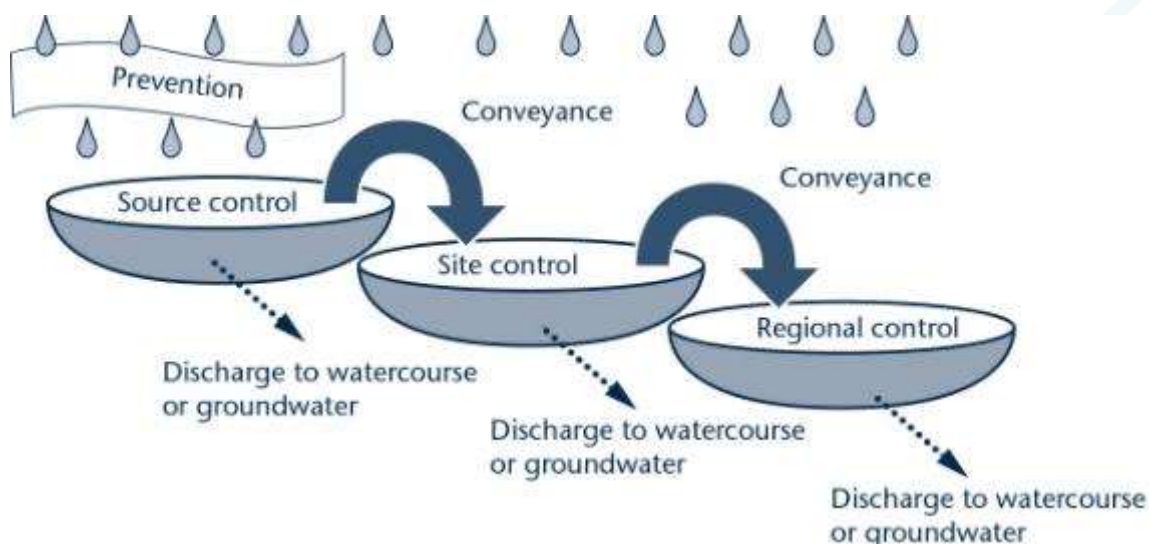 Prevention
Conveyance
Conveyance
Source control
Site control
Regional control
Discharge to watercourse
or groundwater
Discharge to watercourse
or groundwater
Discharge to watercourse
or groundwater